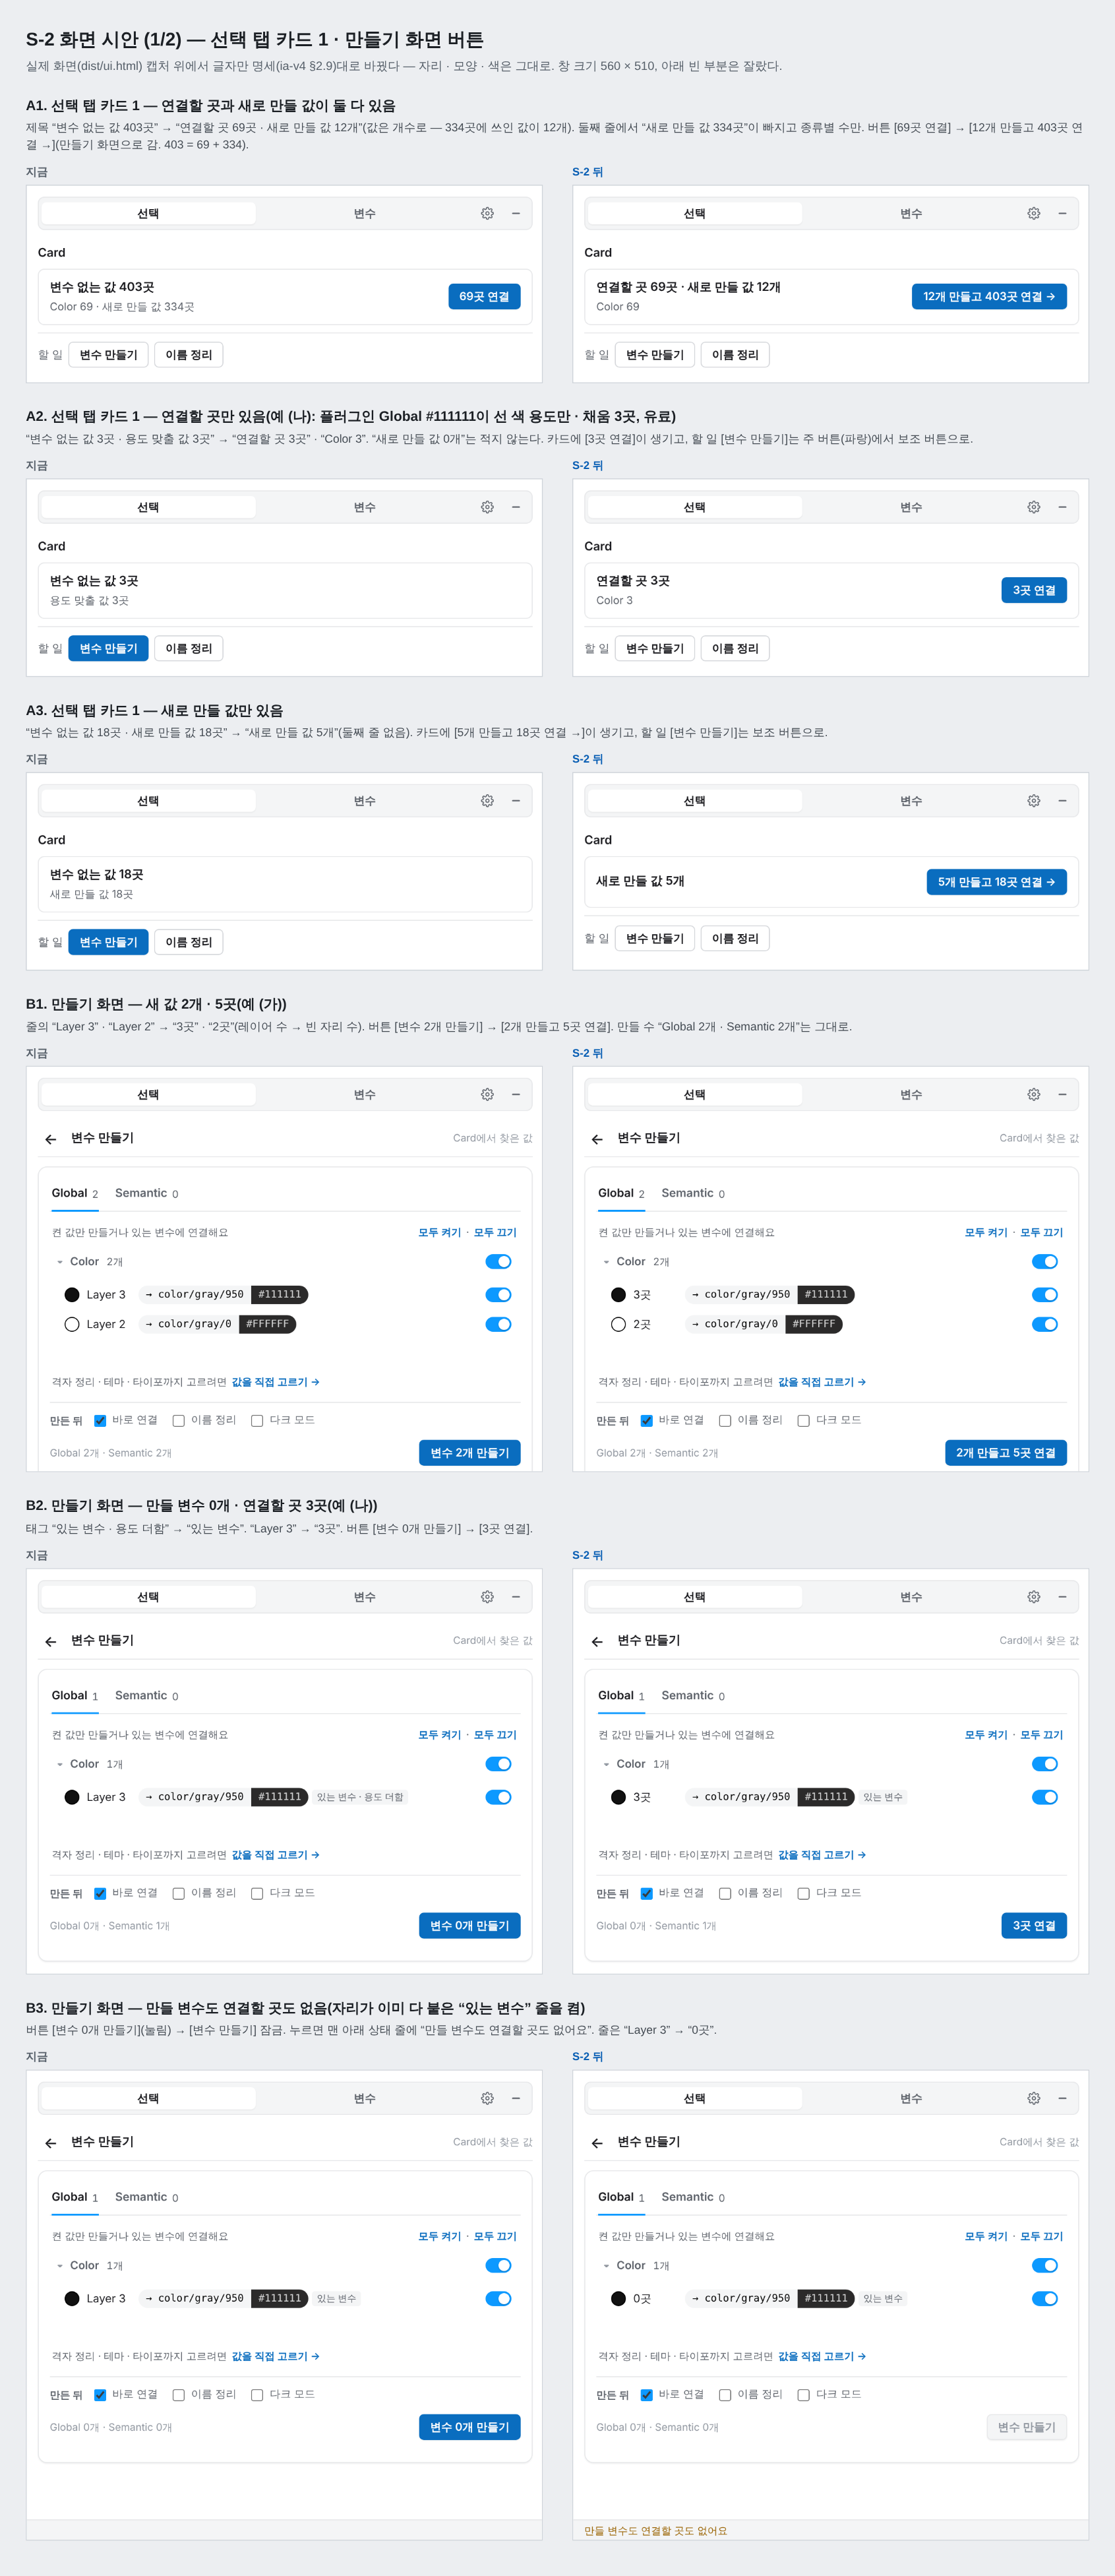 S-2 화면 시안 (1/2) — 선택 탭 카드 1 · 만들기 화면 버튼
실제 화면(dist/ui.html) 캡처 위에서 글자만 명세(ia-v4 §2.9)대로 바꿨다 — 자리 · 모양 · 색은 그대로. 창 크기 560 × 510, 아래 빈 부분은 잘랐다.
A1. 선택 탭 카드 1 — 연결할 곳과 새로 만들 값이 둘 다 있음
제목 “변수 없는 값 403곳” → “연결할 곳 69곳 · 새로 만들 값 12개”(값은 개수로 — 334곳에 쓰인 값이 12개). 둘째 줄에서 “새로 만들 값 334곳”이 빠지고 종류별 수만. 버튼 [69곳 연결] → [12개 만들고 403곳 연
결 →](만들기 화면으로 감. 403 = 69 + 334).
지금
선택 변수
Card
변수 없는 값 403곳
Color 69 · 새로 만들 값 334곳
69곳 연결
할 일 변수 만들기 이름 정리
S-2 뒤
선택 변수
Card
연결할 곳 69곳 · 새로 만들 값 12개
Color 69
12개 만들고 403곳 연결 →
할 일 변수 만들기 이름 정리
A2. 선택 탭 카드 1 — 연결할 곳만 있음(예 (나): 플러그인 Global #111111이 선 색 용도만 · 채움 3곳, 유료)
“변수 없는 값 3곳 · 용도 맞출 값 3곳” → “연결할 곳 3곳” · “Color 3”. “새로 만들 값 0개”는 적지 않는다. 카드에 [3곳 연결]이 생기고, 할 일 [변수 만들기]는 주 버튼(파랑)에서 보조 버튼으로.
지금
선택 변수
Card
변수 없는 값 3곳
용도 맞출 값 3곳
할 일 변수 만들기 이름 정리
S-2 뒤
선택 변수
Card
연결할 곳 3곳
Color 3
3곳 연결
할 일 변수 만들기 이름 정리
A3. 선택 탭 카드 1 — 새로 만들 값만 있음
“변수 없는 값 18곳 · 새로 만들 값 18곳” → “새로 만들 값 5개”(둘째 줄 없음). 카드에 [5개 만들고 18곳 연결 →]이 생기고, 할 일 [변수 만들기]는 보조 버튼으로.
지금
선택 변수
Card
변수 없는 값 18곳
새로 만들 값 18곳
할 일 변수 만들기 이름 정리
S-2 뒤
선택 변수
Card
새로 만들 값 5개
5개 만들고 18곳 연결 →
할 일 변수 만들기 이름 정리
B1. 만들기 화면 — 새 값 2개 · 5곳(예 (가))
줄의 “Layer 3” · “Layer 2” → “3곳” · “2곳”(레이어 수 → 빈 자리 수). 버튼 [변수 2개 만들기] → [2개 만들고 5곳 연결]. 만들 수 “Global 2개 · Semantic 2개”는 그대로.
지금
선택 변수
← 변수 만들기 Card에서 찾은 값
Global 2 Semantic 0
켠 값만 만들거나 있는 변수에 연결해요 모두 켜기 · 모두 끄기
Color 2개
Layer 3 → color/gray/950 #111111
Layer 2 → color/gray/0 #FFFFFF
격자 정리 · 테마 · 타이포까지 고르려면 값을 직접 고르기 →
만든 뒤 바로 연결 이름 정리 다크 모드
Global 2개 · Semantic 2개 변수 2개 만들기
S-2 뒤
선택 변수
← 변수 만들기 Card에서 찾은 값
Global 2 Semantic 0
켠 값만 만들거나 있는 변수에 연결해요 모두 켜기 · 모두 끄기
Color 2개
3곳 → color/gray/950 #111111
2곳 → color/gray/0 #FFFFFF
격자 정리 · 테마 · 타이포까지 고르려면 값을 직접 고르기 →
만든 뒤 바로 연결 이름 정리 다크 모드
Global 2개 · Semantic 2개 2개 만들고 5곳 연결
B2. 만들기 화면 — 만들 변수 0개 · 연결할 곳 3곳(예 (나))
태그 “있는 변수 · 용도 더함” → “있는 변수”. “Layer 3” → “3곳”. 버튼 [변수 0개 만들기] → [3곳 연결].
지금
선택 변수
← 변수 만들기 Card에서 찾은 값
Global 1 Semantic 0
켠 값만 만들거나 있는 변수에 연결해요 모두 켜기 · 모두 끄기
Color 1개
Layer 3 → color/gray/950 #111111 있는 변수 · 용도 더함
격자 정리 · 테마 · 타이포까지 고르려면 값을 직접 고르기 →
만든 뒤 바로 연결 이름 정리 다크 모드
Global 0개 · Semantic 1개 변수 0개 만들기
S-2 뒤
선택 변수
← 변수 만들기 Card에서 찾은 값
Global 1 Semantic 0
켠 값만 만들거나 있는 변수에 연결해요 모두 켜기 · 모두 끄기
Color 1개
3곳 → color/gray/950 #111111 있는 변수
격자 정리 · 테마 · 타이포까지 고르려면 값을 직접 고르기 →
만든 뒤 바로 연결 이름 정리 다크 모드
Global 0개 · Semantic 1개 3곳 연결
B3. 만들기 화면 — 만들 변수도 연결할 곳도 없음(자리가 이미 다 붙은 “있는 변수” 줄을 켬)
버튼 [변수 0개 만들기](눌림) → [변수 만들기] 잠금. 누르면 맨 아래 상태 줄에 “만들 변수도 연결할 곳도 없어요”. 줄은 “Layer 3” → “0곳”.
지금
선택 변수
← 변수 만들기 Card에서 찾은 값
Global 1 Semantic 0
켠 값만 만들거나 있는 변수에 연결해요 모두 켜기 · 모두 끄기
Color 1개
Layer 3 → color/gray/950 #111111 있는 변수
격자 정리 · 테마 · 타이포까지 고르려면 값을 직접 고르기 →
만든 뒤 바로 연결 이름 정리 다크 모드
Global 0개 · Semantic 0개 변수 0개 만들기
S-2 뒤
선택 변수
← 변수 만들기 Card에서 찾은 값
Global 1 Semantic 0
켠 값만 만들거나 있는 변수에 연결해요 모두 켜기 · 모두 끄기
Color 1개
0곳 → color/gray/950 #111111 있는 변수
격자 정리 · 테마 · 타이포까지 고르려면 값을 직접 고르기 →
만든 뒤 바로 연결 이름 정리 다크 모드
Global 0개 · Semantic 0개 변수 만들기
만들 변수도 연결할 곳도 없어요